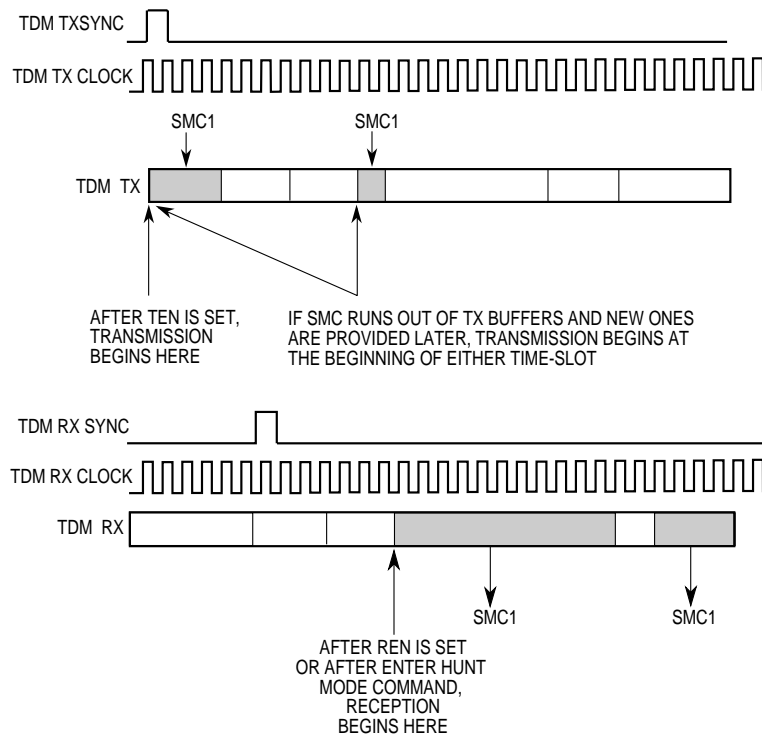 TDM TXSYNC
TDM TX CLOCK
SMC1 SMC1
TDM TX
AFTER TEN IS SET,
TRANSMISSION
BEGINS HERE
IF SMC RUNS OUT OF TX BUFFERS AND NEW ONES
ARE PROVIDED LATER, TRANSMISSION BEGINS AT
THE BEGINNING OF EITHER TIME-SLOT
TDM RX SYNC
TDM RX CLOCK
TDM RX
SMC1 SMC1
AFTER REN IS SET
OR AFTER ENTER HUNT
MODE COMMAND,
RECEPTION
BEGINS HERE